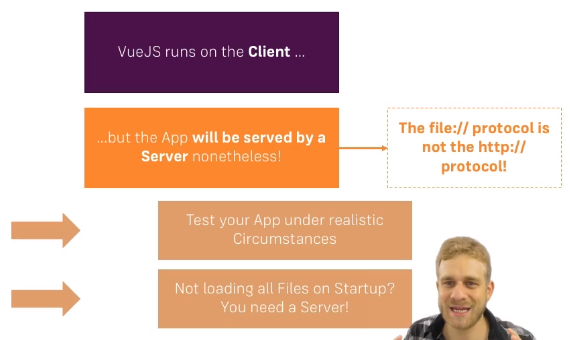 VueJS runs on the Client ...
...but the App will be served by a
Server nonetheless!
The file:// protocol is
not the http://
protocol!
Test your App under realistic
Circumstances
Not loading all Files on Startup?
You need a Server!